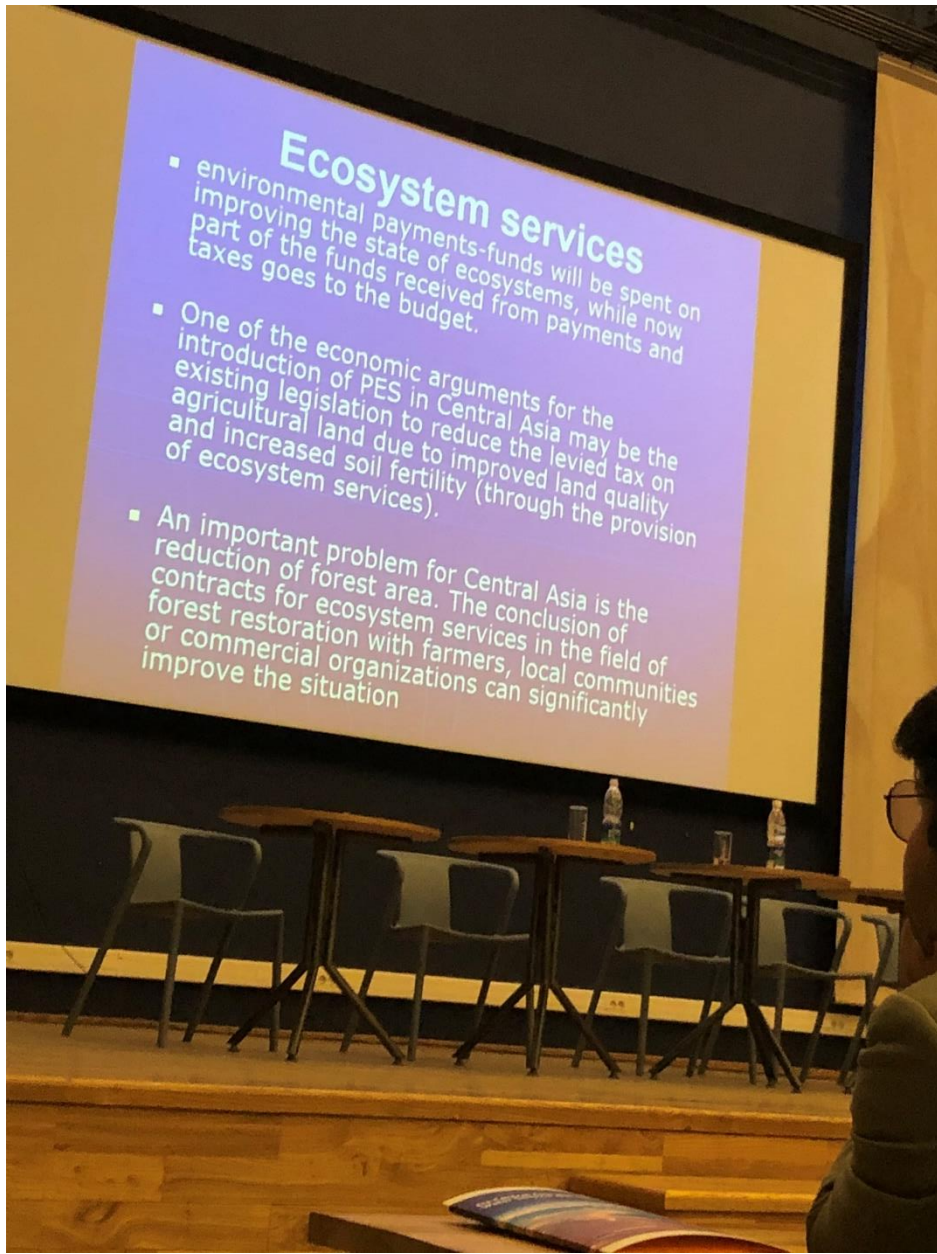 Ecosystem services
▪ environmental payments-funds will be spent on
improving the state of ecosystems, while now
part of the funds received from payments and
taxes goes to the budget.
▪ One of the economic arguments for the
introduction of PES in Central Asia may be the
existing legislation to reduce the levied tax on
agricultural land due to improved land quality
and increased soil fertility (through the provision
of ecosystem services).
▪ An important problem for Central Asia is the
reduction of forest area. The conclusion of
contracts for ecosystem services in the field of
forest restoration with farmers, local communities
or commercial organizations can significantly
improve the situation